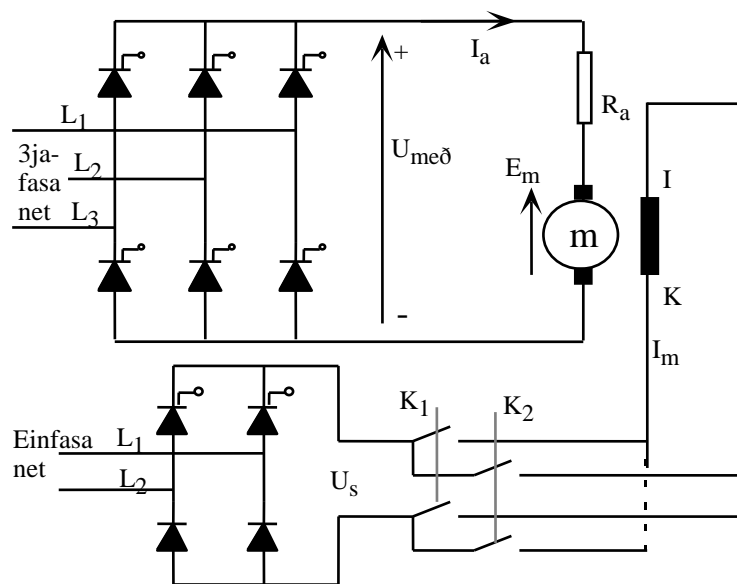 L1
3ja-
fasa
net
L2
L3
+
Umeð
-
Ia
Ra
Em
m
I
K
Im
Einfasa
net
L1
L2
Us
K1
K2